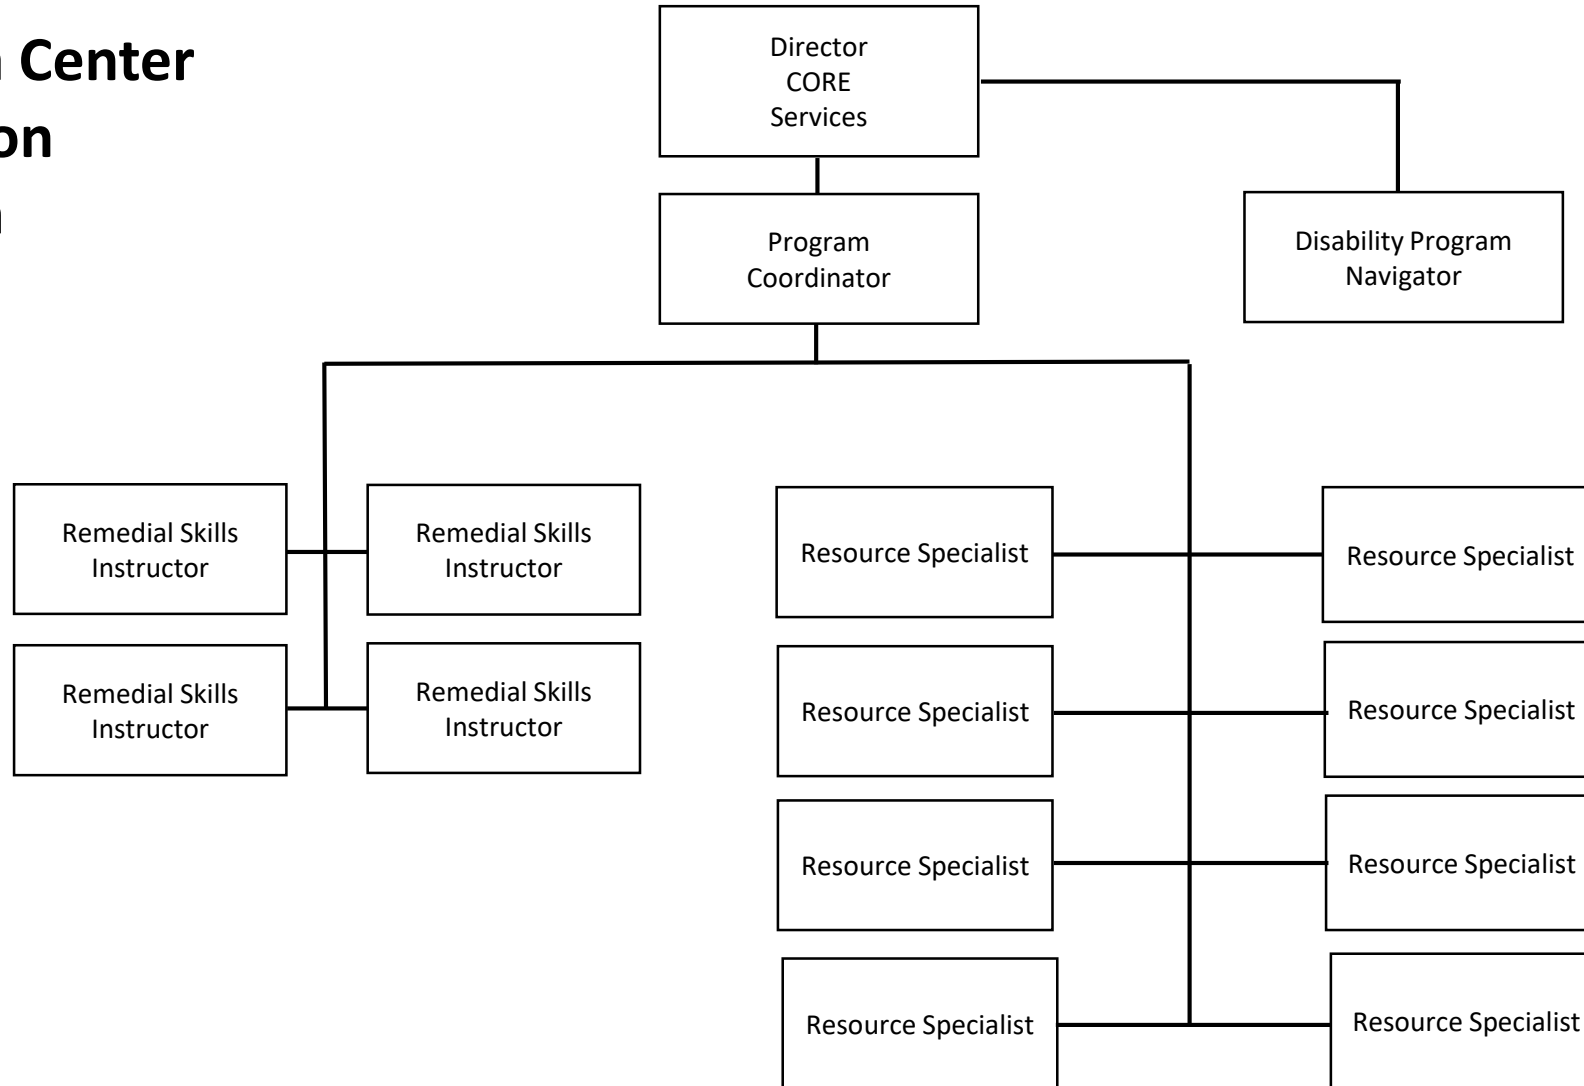 Center
Director
CORE
Services
Program
Coordinator
Disability Program
Navigator
Remedial Skills
Instructor
Remedial Skills
Instructor
Resource Specialist
Resource Specialist
Remedial Skills
Instructor
Remedial Skills
Instructor
Resource Specialist
Resource Specialist
Resource Specialist
Resource Specialist
Resource Specialist
Resource Specialist